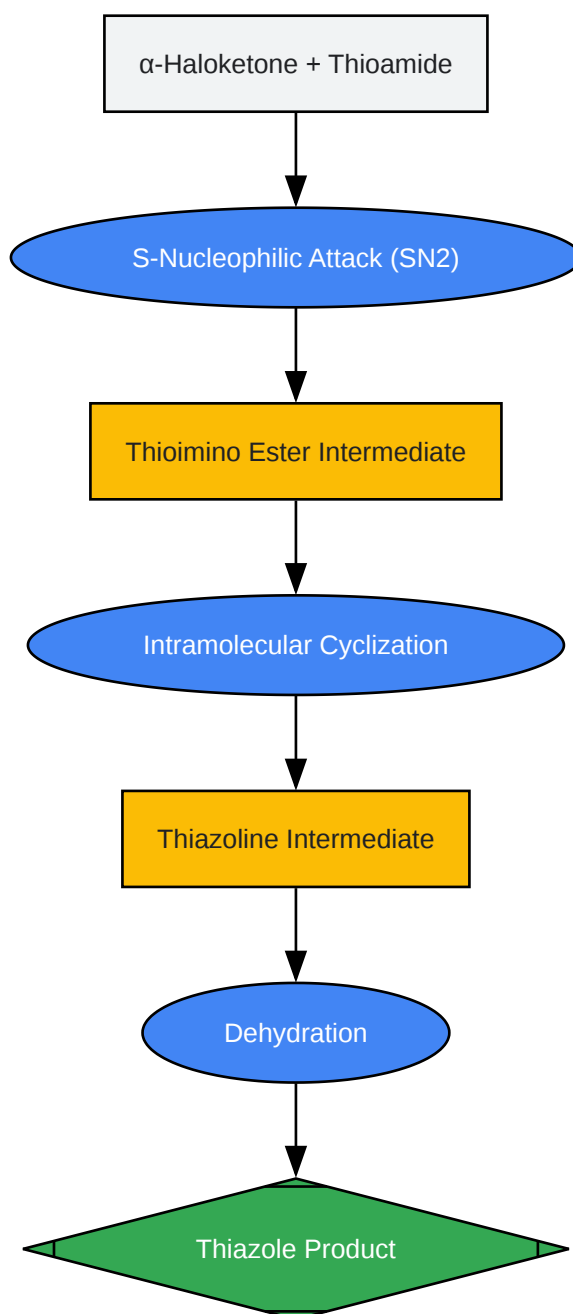 α-Haloketone + Thioamide
S-Nucleophilic Attack (SN2)
Thioimino Ester Intermediate
Intramolecular Cyclization
Thiazoline Intermediate
Dehydration
Thiazole Product